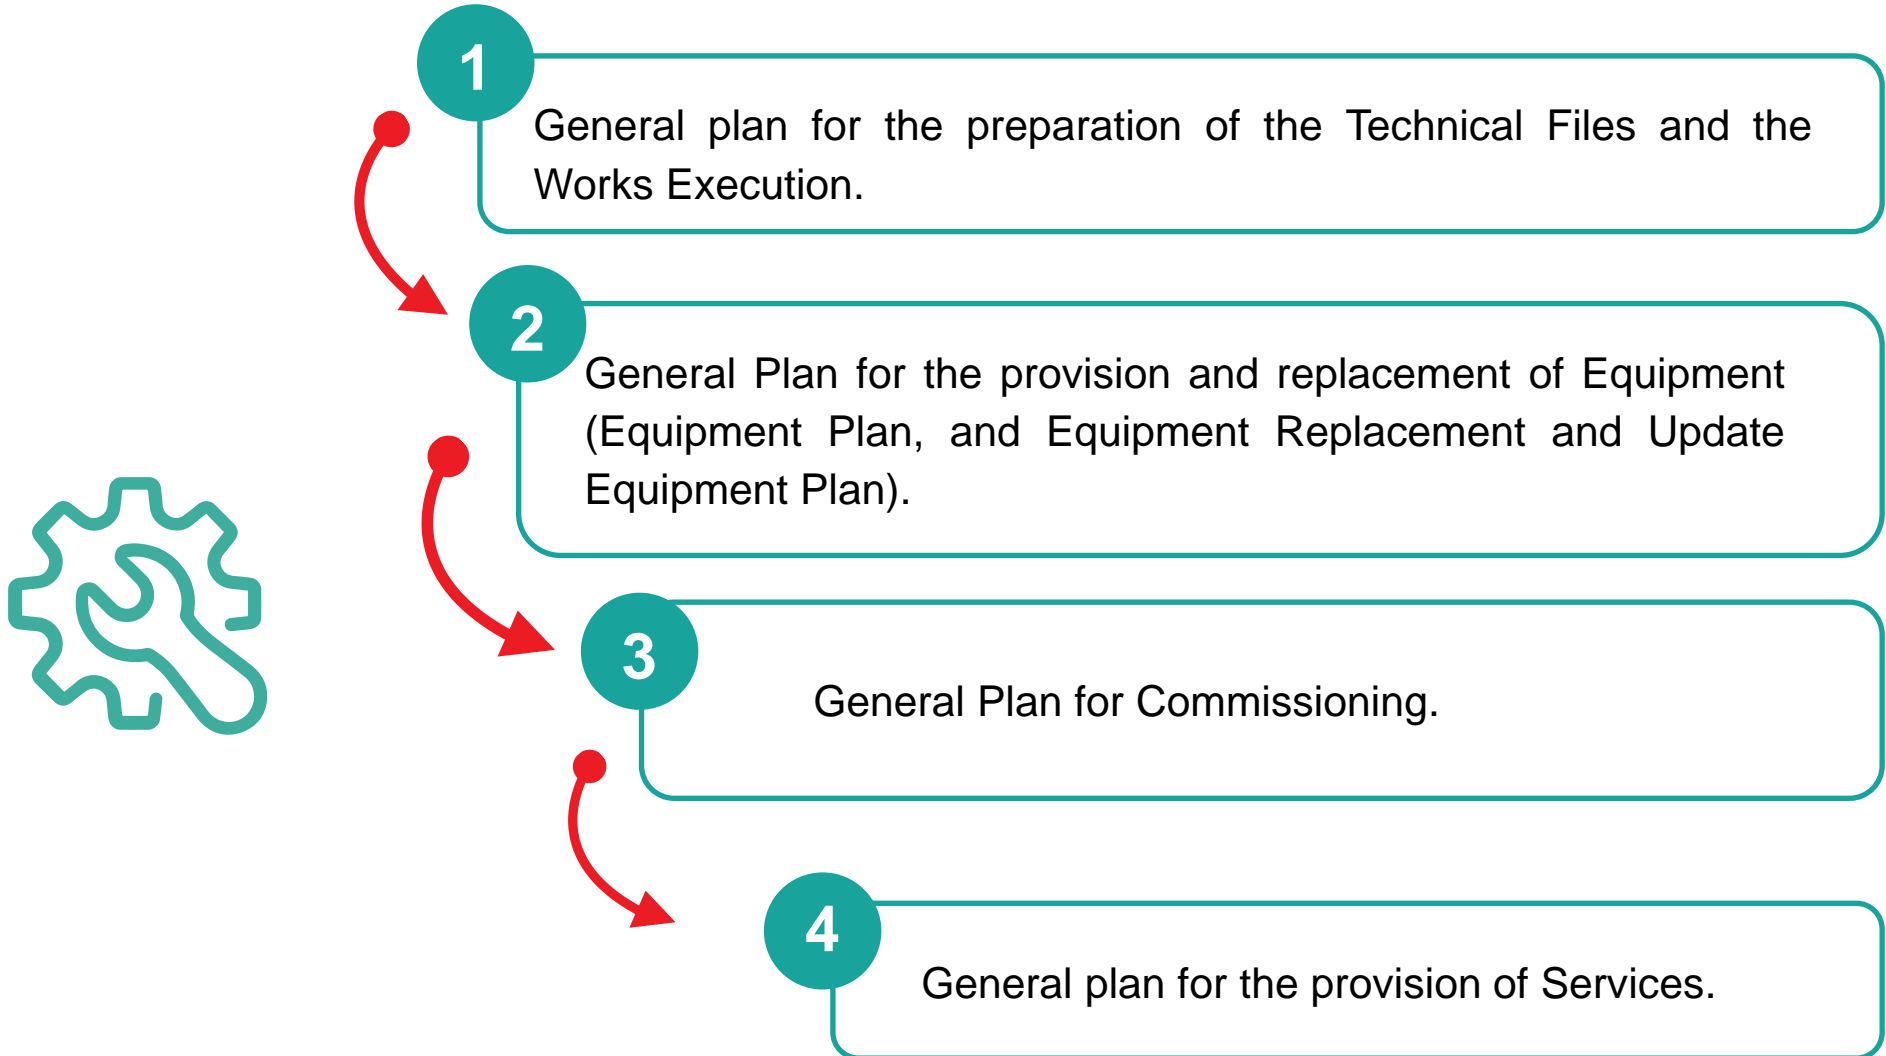 1
General plan for the preparation of the Technical Files and the
Works Execution.
2
General Plan for the provision and replacement of Equipment
(Equipment Plan, and Equipment Replacement and Update
Equipment Plan).
3
General Plan for Commissioning.
4
General plan for the provision of Services.